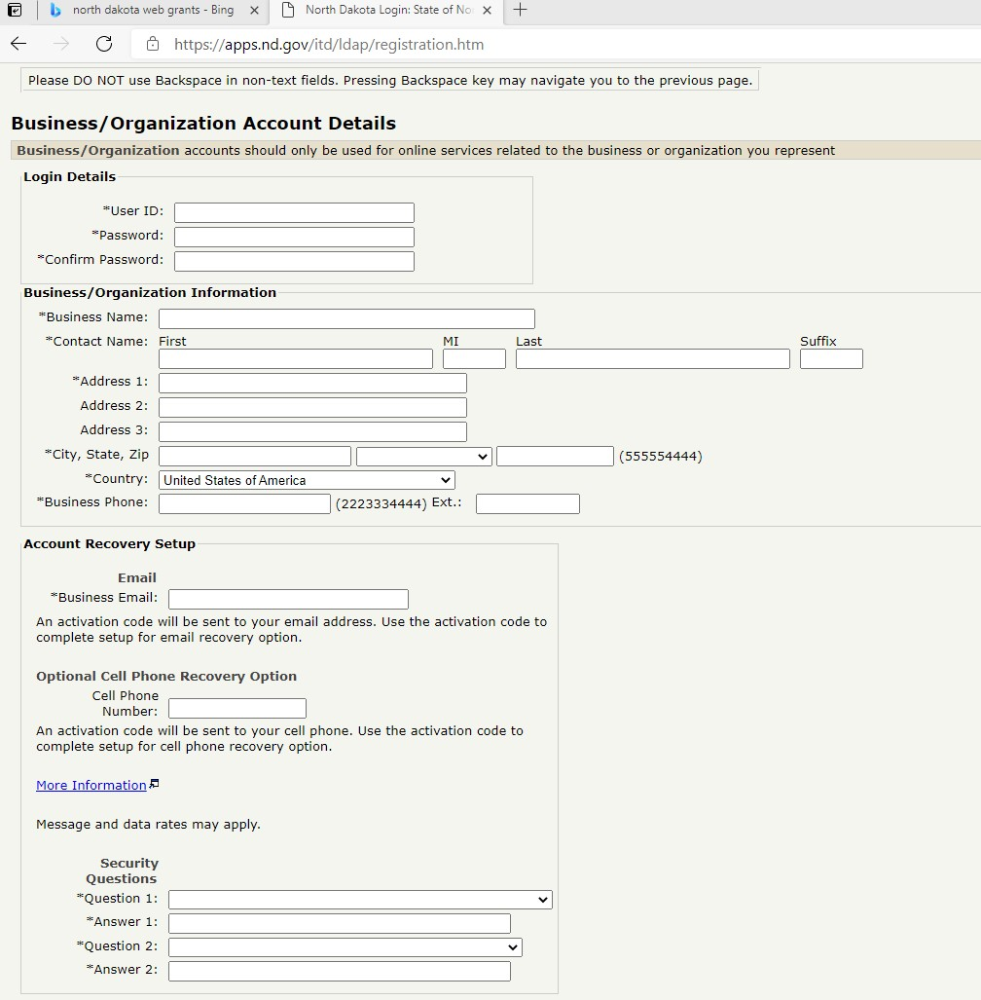 north dakota web grants - Bing
North Dakota Login: State of No
https://apps.nd.gov/itd/ldap/registration.htm
Please DO NOT use Backspace in non-text fields. Pressing Backspace key may navigate you to the previous page.
Business/Organization Account Details
Business/Organization accounts should only be used for online services related to the business or organization you represent
Login Details
*User ID:
*Password:
*Confirm Password:
Business/Organization Information
*Business Name:
*Contact Name: First MI Last Suffix
*Address 1:
Address 2:
Address 3:
*City, State, Zip (555554444)
*Country: United States of America
*Business Phone: (2223334444) Ext.:
Account Recovery Setup
Email
*Business Email:
An activation code will be sent to your email address. Use the activation code to
complete setup for email recovery option.
Optional Cell Phone Recovery Option
Cell Phone
Number:
An activation code will be sent to your cell phone. Use the activation code to
complete setup for cell phone recovery option.
More Information
Message and data rates may apply.
Security
Questions
*Question 1:
*Answer 1:
*Question 2:
*Answer 2: